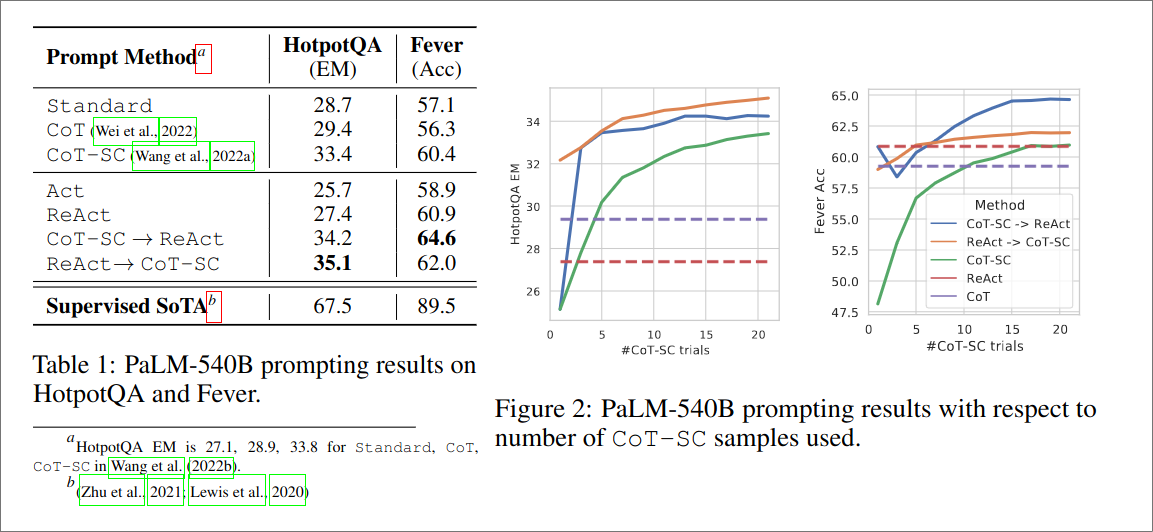 Prompt Method^a HotpotQA Fever
(EM) (Acc)
Standard 28.7 57.1
CoT (Wei et al., 2022) 29.4 56.3
CoT-SC (Wang et al., 2022a) 33.4 60.4
Act 25.7 58.9
ReAct 27.4 60.9
CoT-SC → ReAct 34.2 64.6
ReAct → CoT-SC 35.1 62.0
Supervised SoTA^b 67.5 89.5
Table 1: PaLM-540B prompting results on
HotpotQA and Fever.
^a HotpotQA EM is 27.1, 28.9, 33.8 for Standard, CoT,
CoT-SC in Wang et al. (2022b).
^b (Zhu et al., 2021; Lewis et al., 2020)
HotpotQA EM
34
32
30
28
26
0 5 10 15 20
#CoT-SC trials
Fever Acc
65.0
62.5
60.0
57.5
55.0
52.5
50.0
47.5
0 5 10 15 20
#CoT-SC trials
Method
CoT-SC -> ReAct
ReAct -> CoT-SC
CoT-SC
ReAct
CoT
Figure 2: PaLM-540B prompting results with respect to
number of CoT-SC samples used.